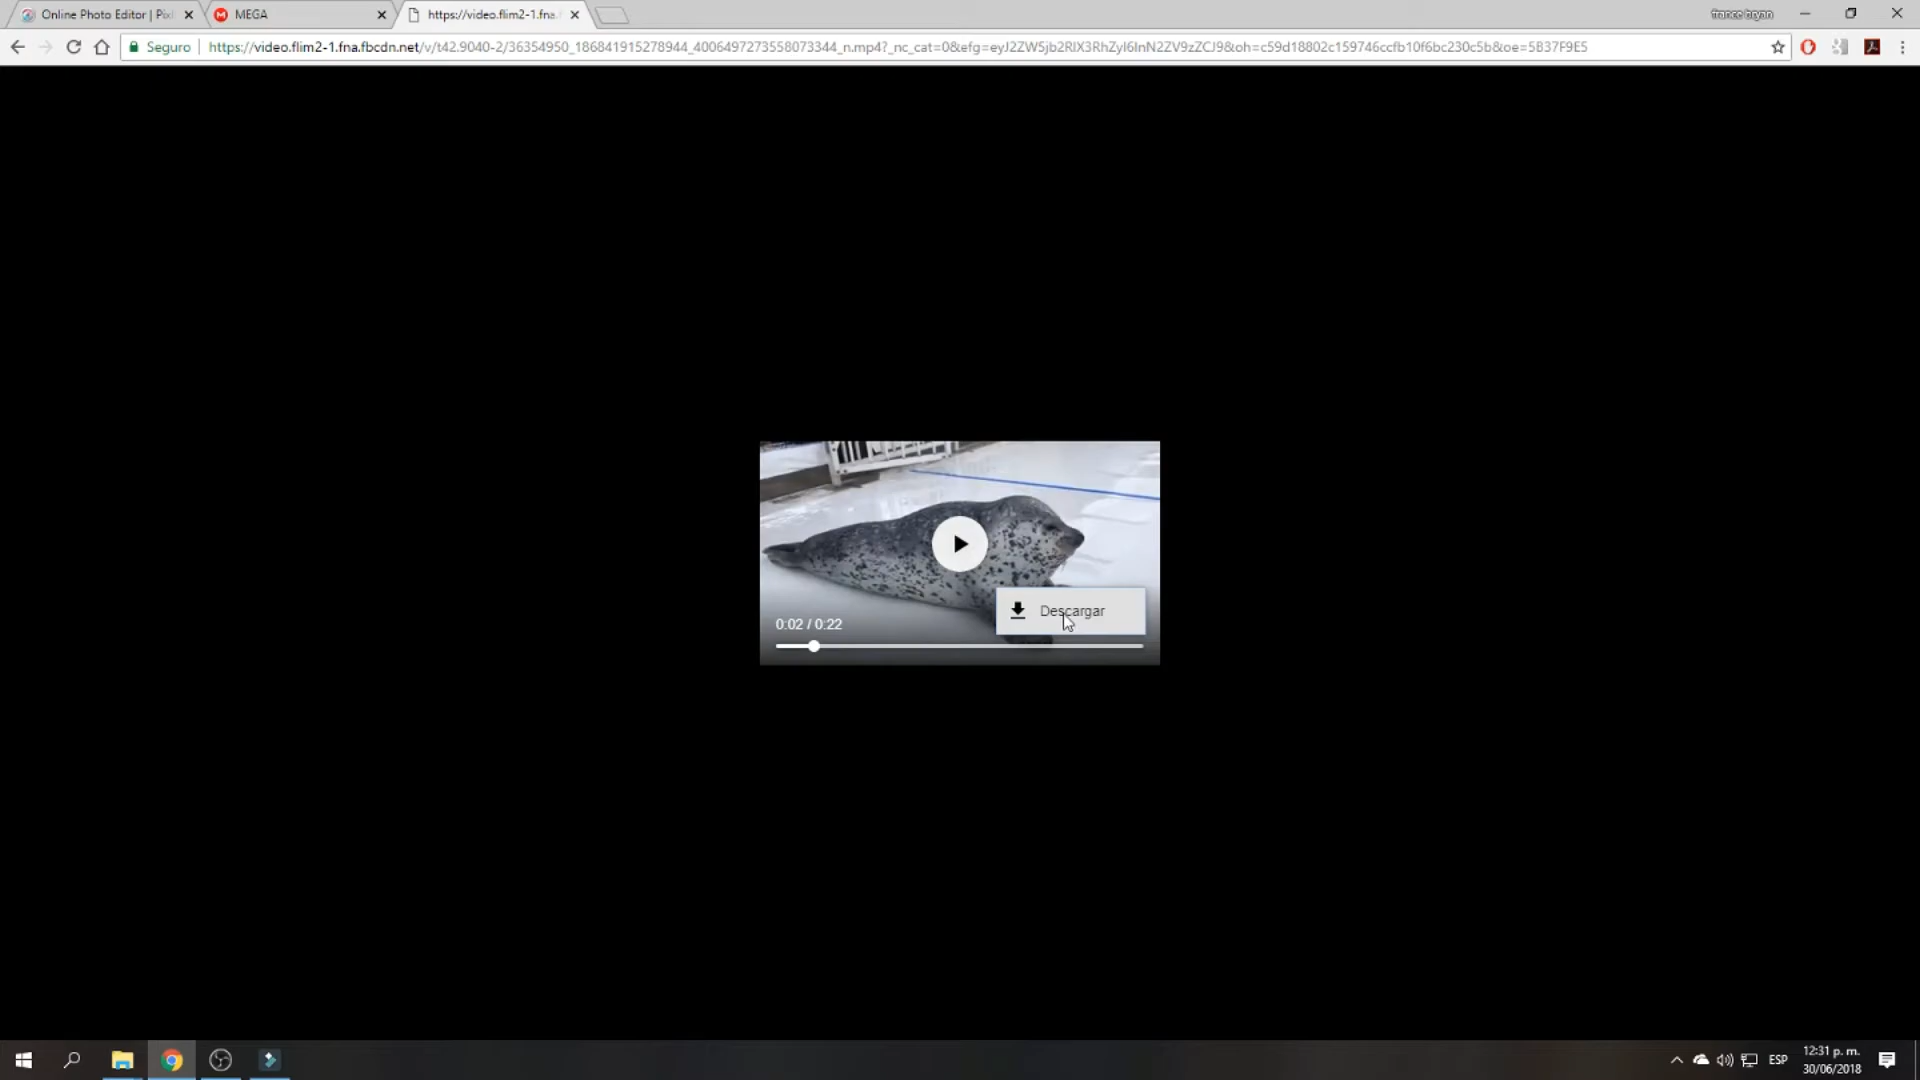 Online Photo Editor | Pix
MEGA
https://video.flim2-1.fna.
france bryan
Seguro
https://video.flim2-1.fna.fbcdn.net/v/t42.9040-2/36354950_186841915278944_4006497273558073344_n.mp4?_nc_cat=0&efg=eyJ2ZW5jb2RlX3RhZyI6InN2ZV9zZCJ9&oh=c59d18802c159746ccfb10f6bc230c5b&oe=5B37F9E5
Descargar
0:02 / 0:22
ESP
12:31 p. m.
30/06/2018